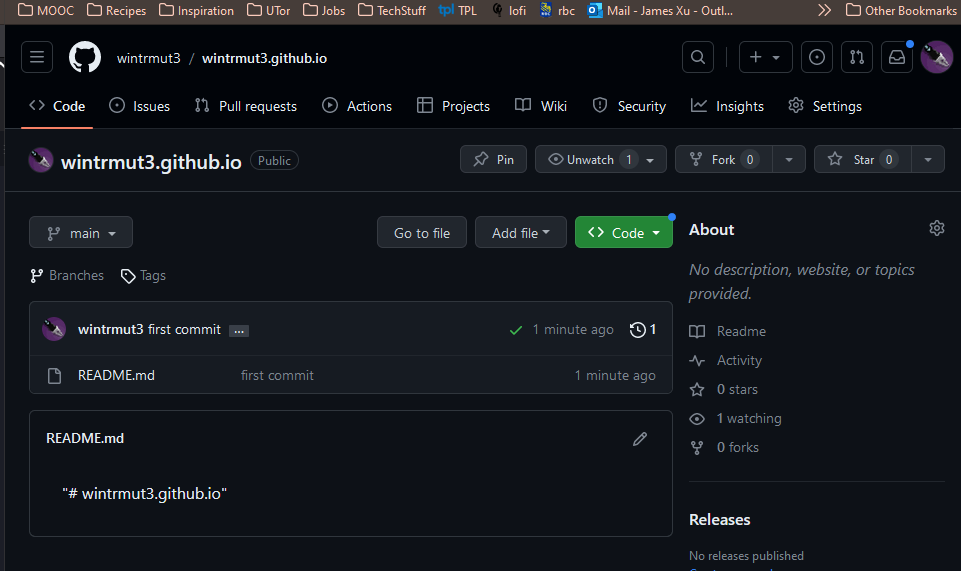 MOOC Recipes Inspiration UTor Jobs TechStuff tpl TPL lofi rbc Mail - James Xu - Outl... Other Bookmarks
wintrmut3 / wintrmut3.github.io
Code Issues Pull requests Actions Projects Wiki Security Insights Settings
wintrmut3.github.io Public Pin Unwatch 1 Fork 0 Star 0
main Go to file Add file Code
Branches Tags
wintrmut3 first commit ... 1 minute ago 1
README.md first commit 1 minute ago
README.md
"# wintrmut3.github.io"
About
No description, website, or topics
provided.
Readme
Activity
0 stars
1 watching
0 forks
Releases
No releases published